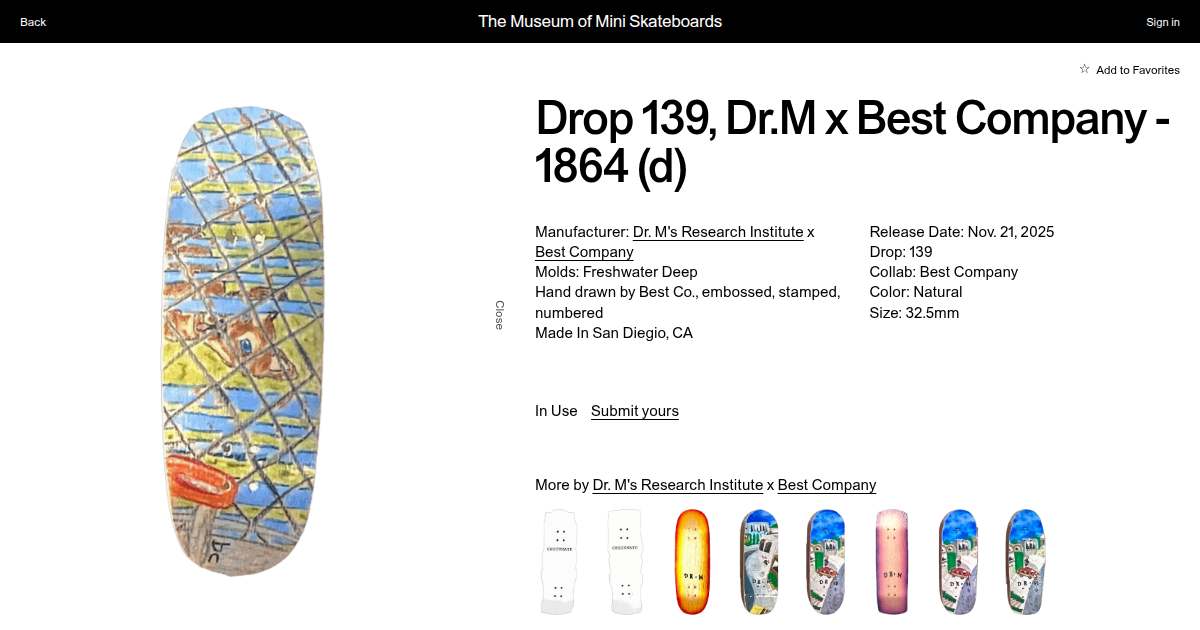 Back
The Museum of Mini Skateboards
Sign in
☆ Add to Favorites
Drop 139, Dr.M x Best Company -
1864 (d)
Manufacturer: Dr. M's Research Institute x
Best Company
Molds: Freshwater Deep
Hand drawn by Best Co., embossed, stamped,
numbered
Made In San Diegio, CA
Release Date: Nov. 21, 2025
Drop: 139
Collab: Best Company
Color: Natural
Size: 32.5mm
Close
In Use Submit yours
More by Dr. M's Research Institute x Best Company
DR•M
DR•M